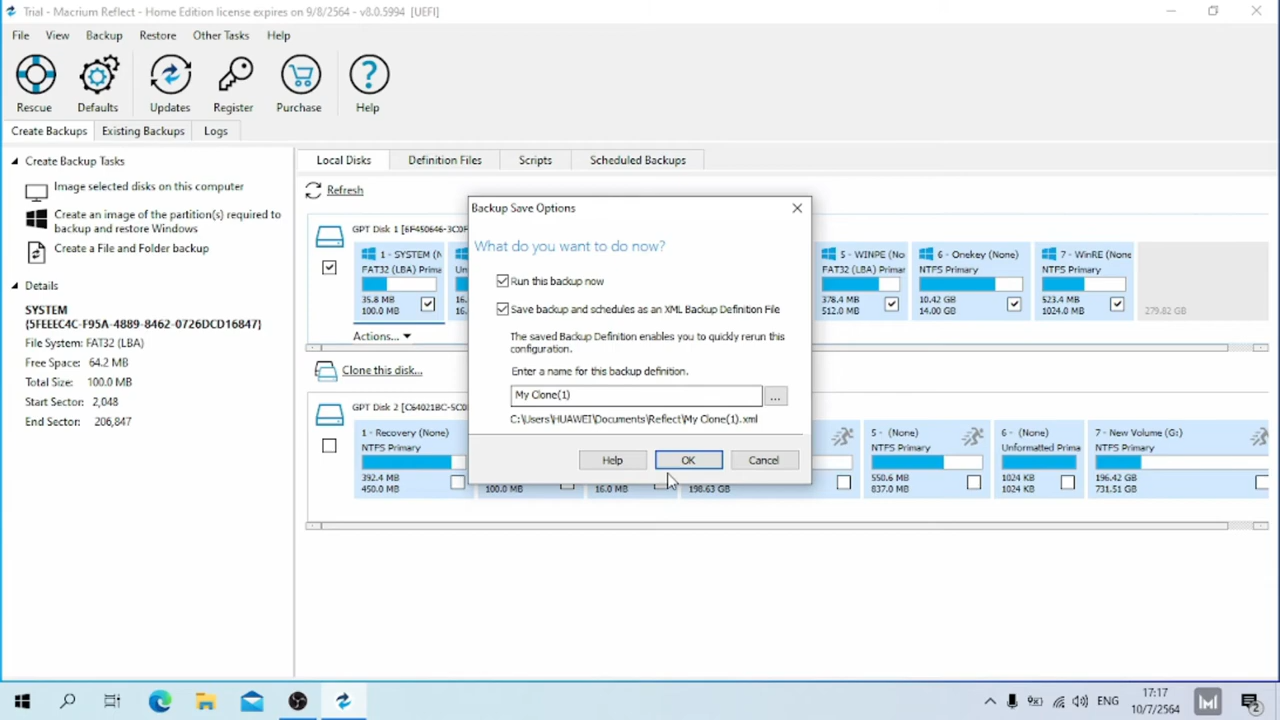 Trial - Macrium Reflect - Home Edition license expires on 9/8/2564 - v8.0.5994 [UEFI]
File View Backup Restore Other Tasks Help
Rescue Defaults Updates Register Purchase Help
Create Backups Existing Backups Logs
Create Backup Tasks
Image selected disks on this computer
Create an image of the partition(s) required to
backup and restore Windows
Create a File and Folder backup
Details
SYSTEM
{5FEEEC4C-F95A-4889-8462-0726DCD16847}
File System: FAT32 (LBA)
Free Space: 64.2 MB
Total Size: 100.0 MB
Start Sector: 2,048
End Sector: 206,847
Local Disks Definition Files Scripts Scheduled Backups
Refresh
GPT Disk 1 [6F450646-3C0F
1 - SYSTEM (N
FAT32 (LBA) Prima
35.8 MB
100.0 MB
16.
16.
5 - WINPE (No
FAT32 (LBA) Primar
378.4 MB
512.0 MB
6 - Onekey (None)
NTFS Primary
10.42 GB
14.00 GB
7 - WinRE (None
NTFS Primary
523.4 MB
1024.0 MB
279.82 GB
Actions...
Clone this disk...
GPT Disk 2 [C64021BC-5C0
1 - Recovery (None)
NTFS Primary
392.4 MB
450.0 MB
100.0 MB
16.0 MB
198.63 GB
5 - (None)
NTFS Primary
550.6 MB
837.0 MB
6 - (None)
Unformatted Prima
1024 KB
1024 KB
7 - New Volume (G:)
NTFS Primary
196.42 GB
731.51 GB
Backup Save Options
What do you want to do now?
Run this backup now
Save backup and schedules as an XML Backup Definition File
The saved Backup Definition enables you to quickly rerun this
configuration.
Enter a name for this backup definition.
My Clone(1)
...
C:\Users\HUAWEI\Documents\Reflect\My Clone(1).xml
Help OK Cancel
ENG
17:17
10/7/2564
2